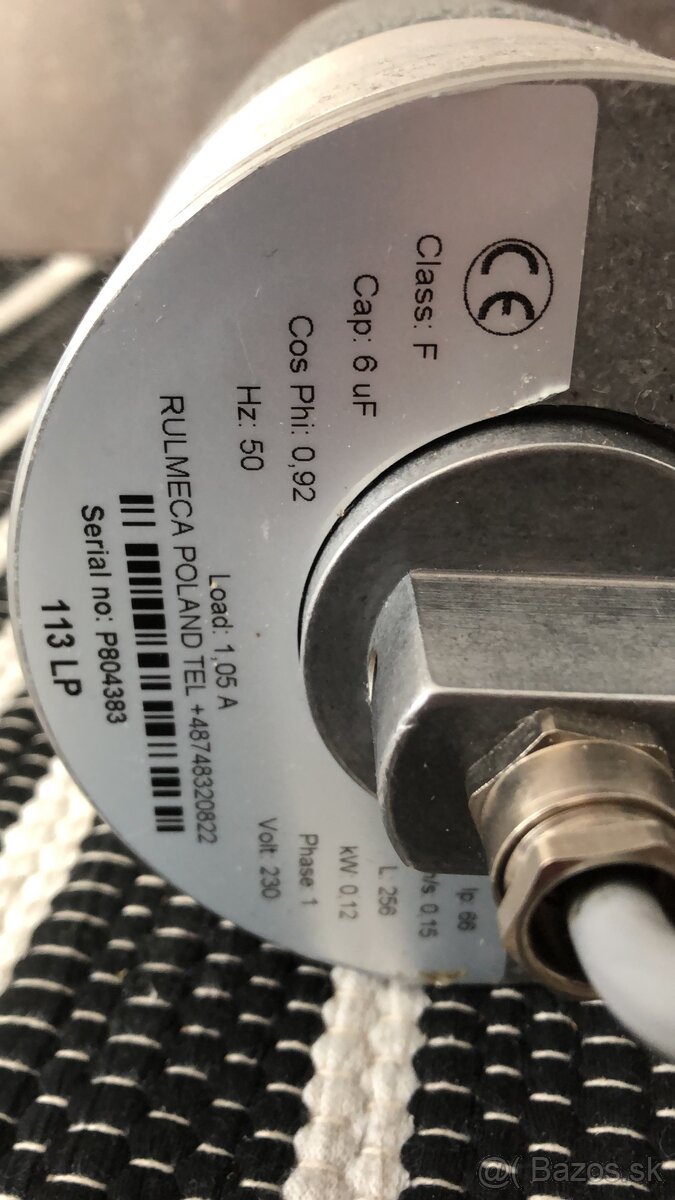 CE
Class: F
Cap: 6 uF
Cos Phi: 0,92
Hz: 50
Load: 1,05 A
RULMECA POLAND TEL +48748320822
Serial no: P804383
113 LP
Volt: 230
Phase 1
kW 0,12
L: 256
/s. 0,15
Ip: 66
@( Bazos.sk